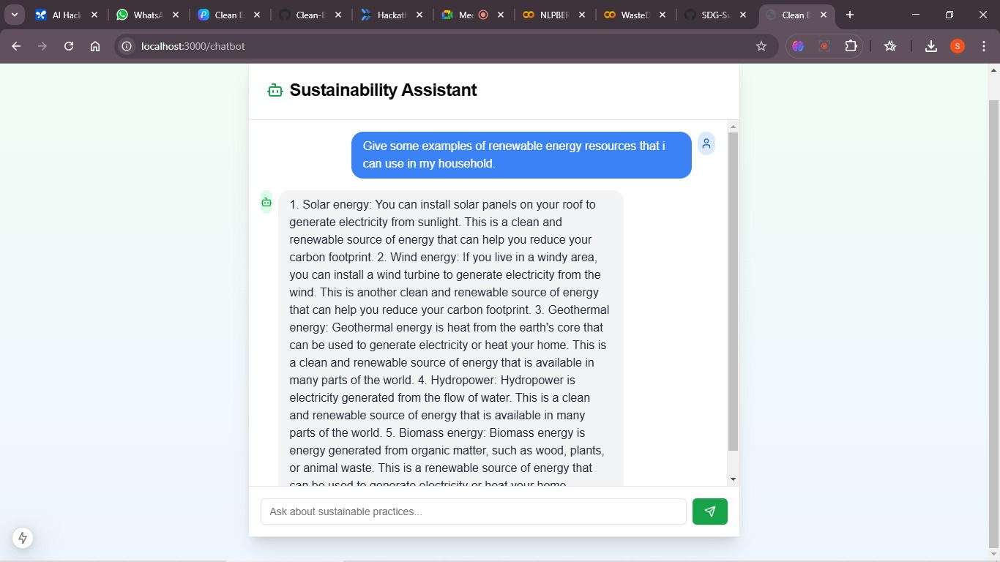 AI Hack
WhatsA
Clean E
Clean-E
Hackath
Mee
NLPBER
WasteD
SDG-Su
Clean E
localhost:3000/chatbot
S
Sustainability Assistant
Give some examples of renewable energy resources that i
can use in my household.
1. Solar energy: You can install solar panels on your roof to
generate electricity from sunlight. This is a clean and
renewable source of energy that can help you reduce your
carbon footprint. 2. Wind energy: If you live in a windy area,
you can install a wind turbine to generate electricity from the
wind. This is another clean and renewable source of energy
that can help you reduce your carbon footprint. 3. Geothermal
energy: Geothermal energy is heat from the earth's core that
can be used to generate electricity or heat your home. This is
a clean and renewable source of energy that is available in
many parts of the world. 4. Hydropower: Hydropower is
electricity generated from the flow of water. This is a clean
and renewable source of energy that is available in many
parts of the world. 5. Biomass energy: Biomass energy is
energy generated from organic matter, such as wood, plants,
or animal waste. This is a renewable source of energy that
can be used to generate electricity or heat your home.
Ask about sustainable practices...